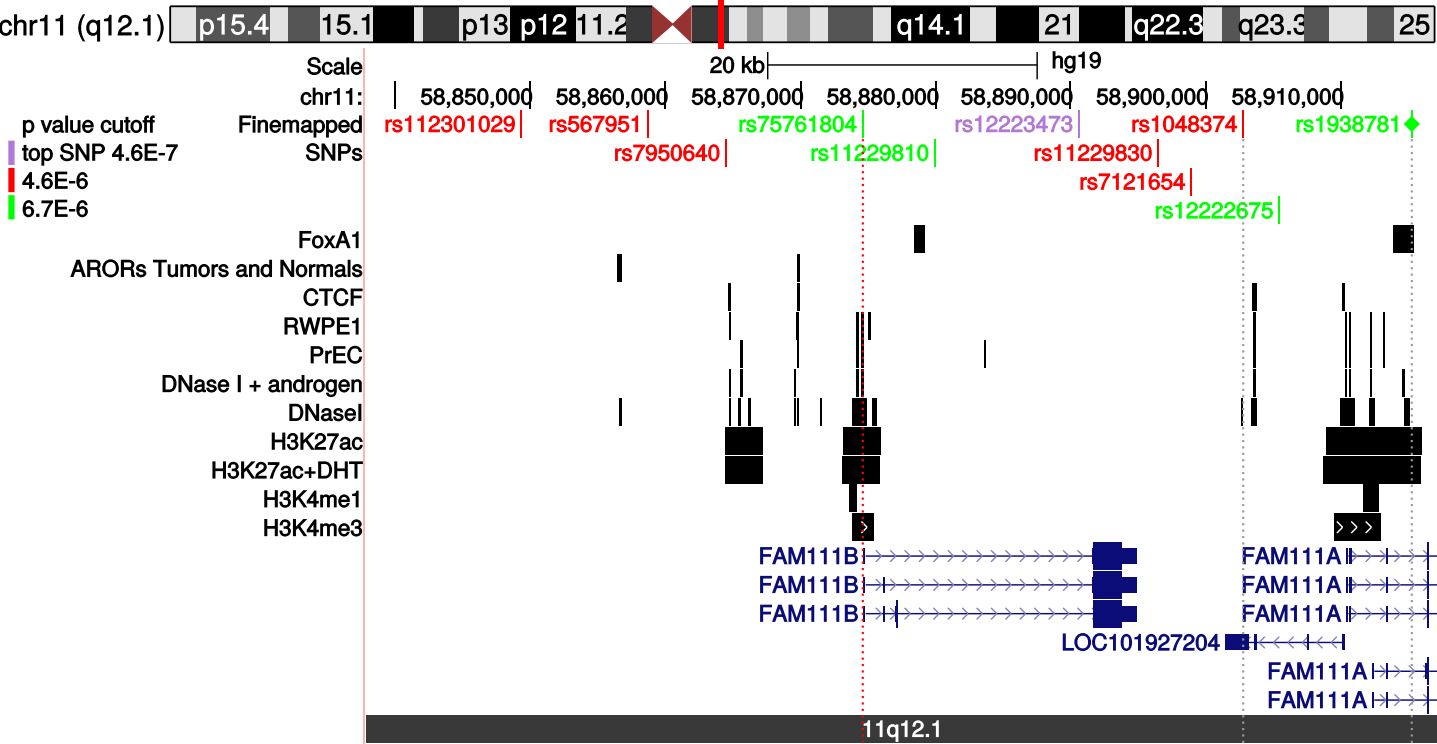 chr11 (q12.1) p15.4 15.1 p13 p12 11.2 q14.1 21 q22.3 q23.3 25
Scale 20 kb hg19
chr11: 58,850,000 58,860,000 58,870,000 58,880,000 58,890,000 58,900,000 58,910,000
p value cutoff Finemapped rs112301029 rs567951 rs75761804 rs12223473 rs1048374 rs1938781
top SNP 4.6E-7 SNPs rs7950640 rs11229810 rs11229830
4.6E-6 rs7121654
6.7E-6 rs12222675
FoxA1
ARORs Tumors and Normals
CTCF
RWPE1
PrEC
DNase I + androgen
DNaseI
H3K27ac
H3K27ac+DHT
H3K4me1
H3K4me3
FAM111B FAM111A
FAM111B FAM111A
FAM111B FAM111A
LOC101927204
FAM111A
FAM111A
11q12.1